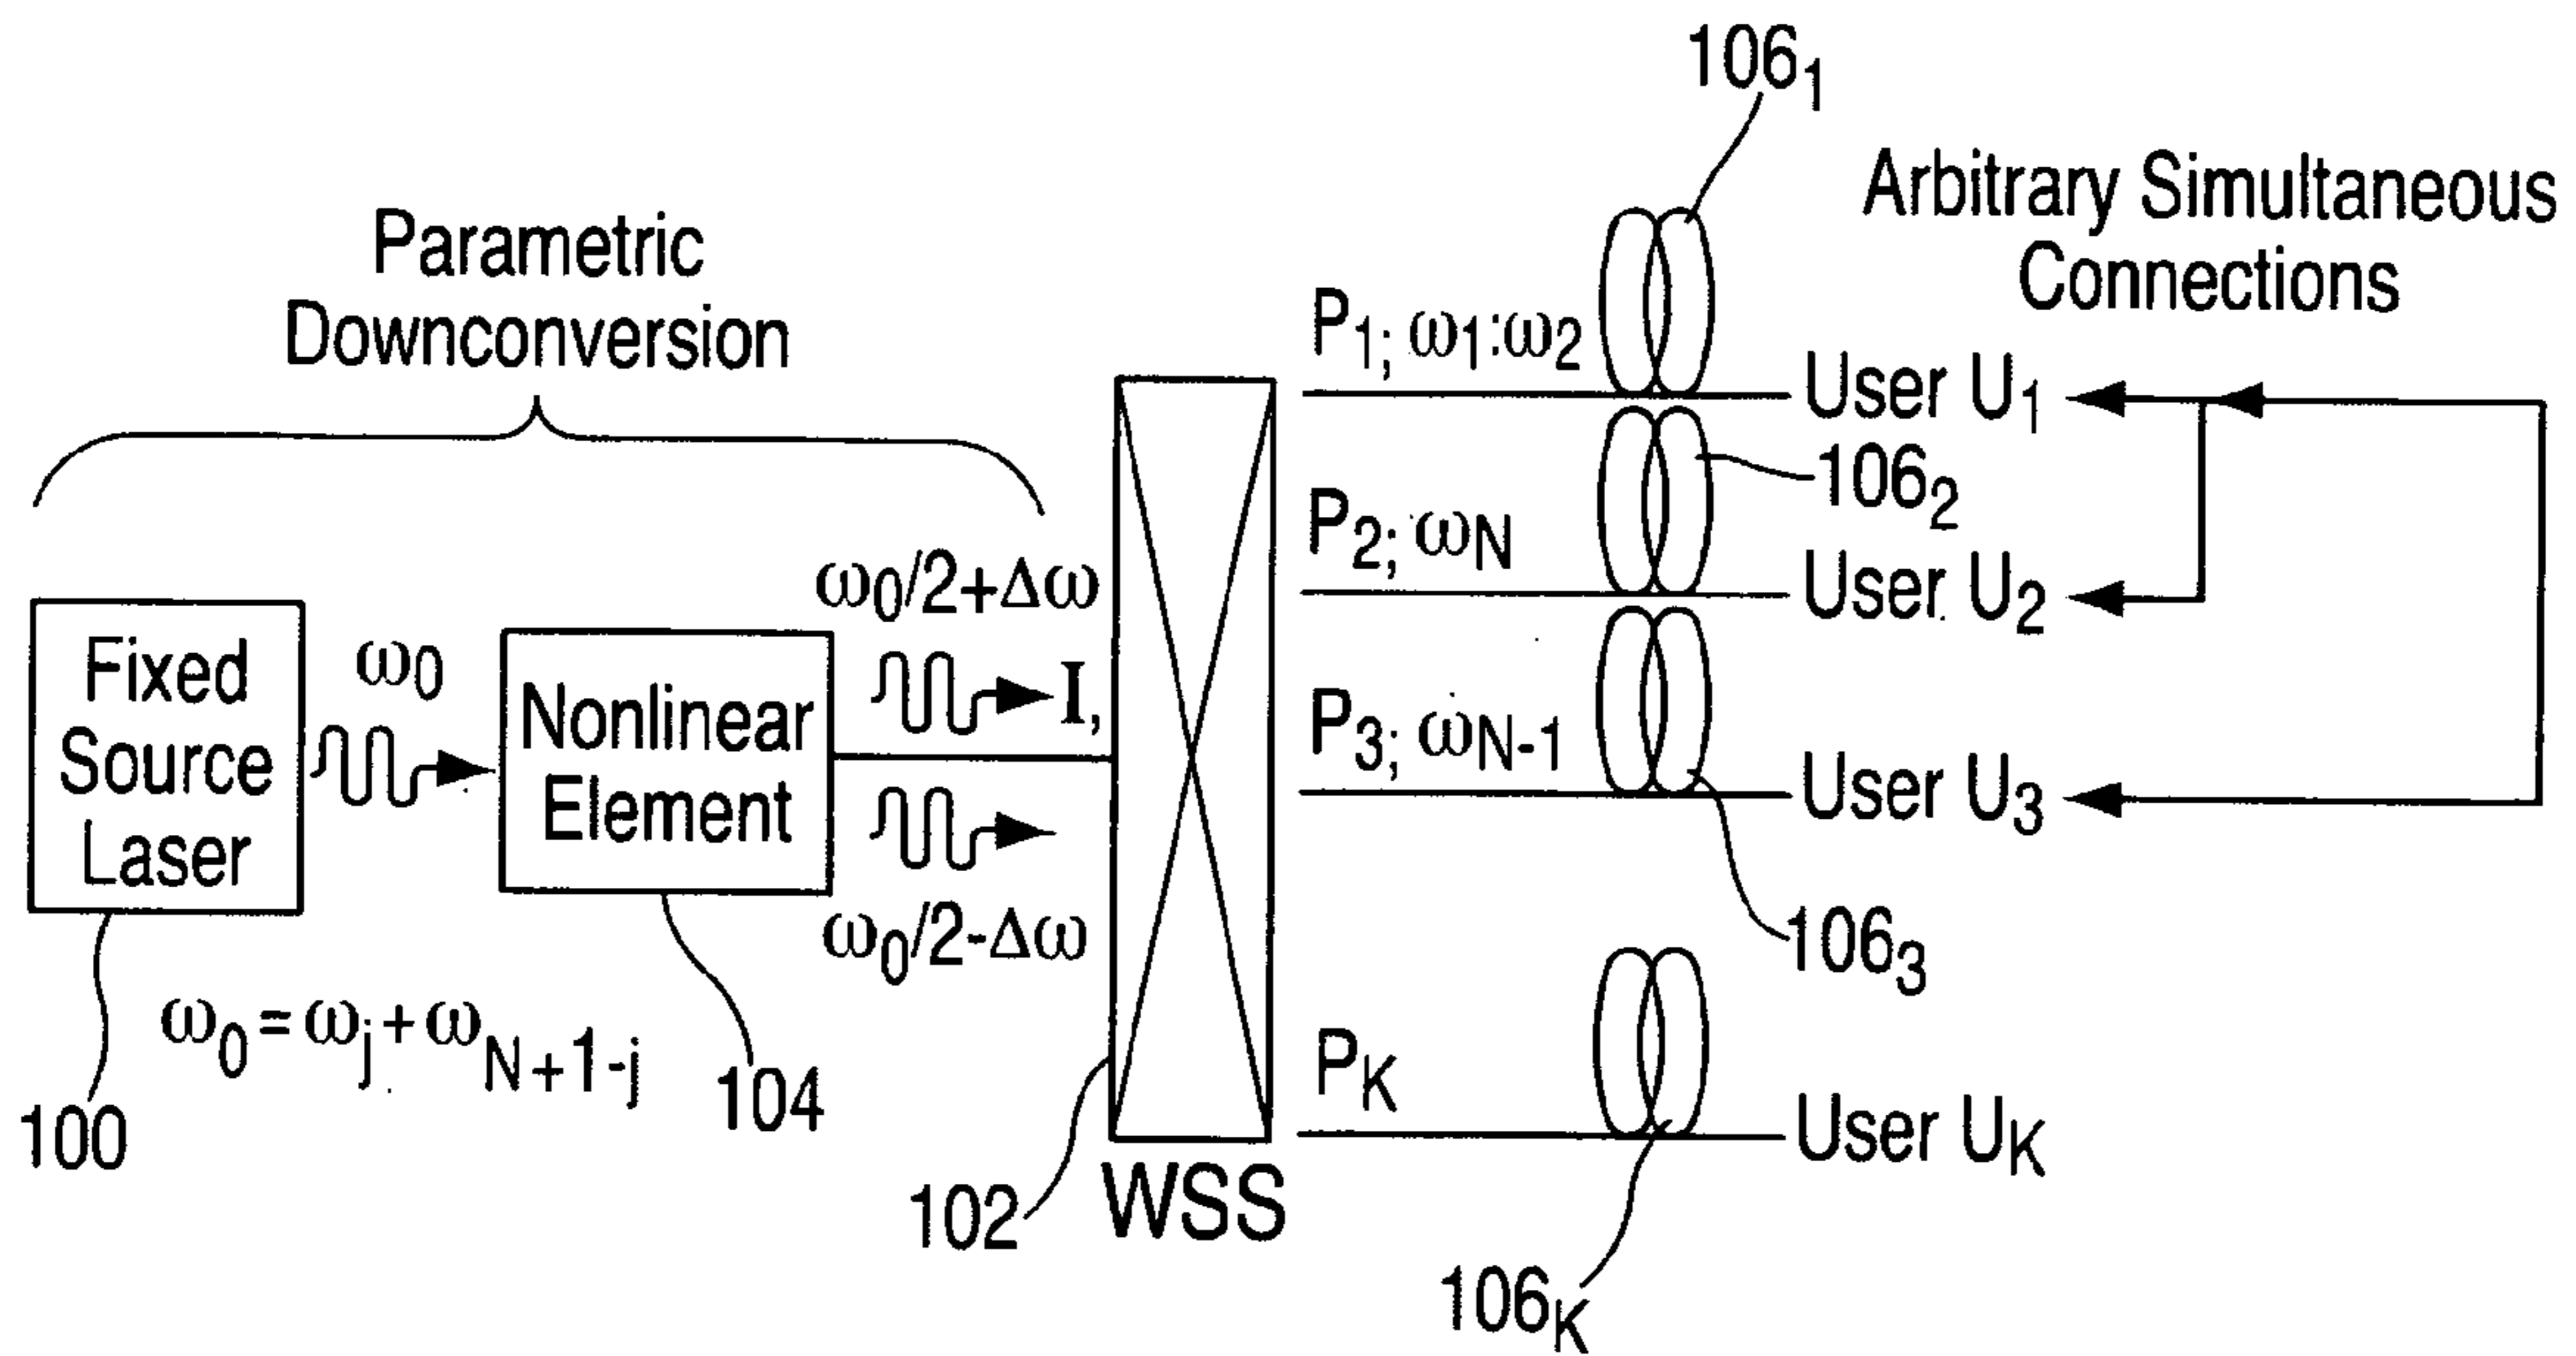 106₁
Arbitrary Simultaneous
Connections
Parametric
Downconversion
P₁; ω₁:ω₂
User U₁
106₂
P₂; ωN
User U₂
ω₀/2+Δω
Fixed
Source
Laser
ω₀
Nonlinear
Element
I,
P₃; ωN-1
User U₃
ω₀/2-Δω
106₃
ω₀ = ωj + ωN+1-j
100
104
102
WSS
PK
User UK
106K